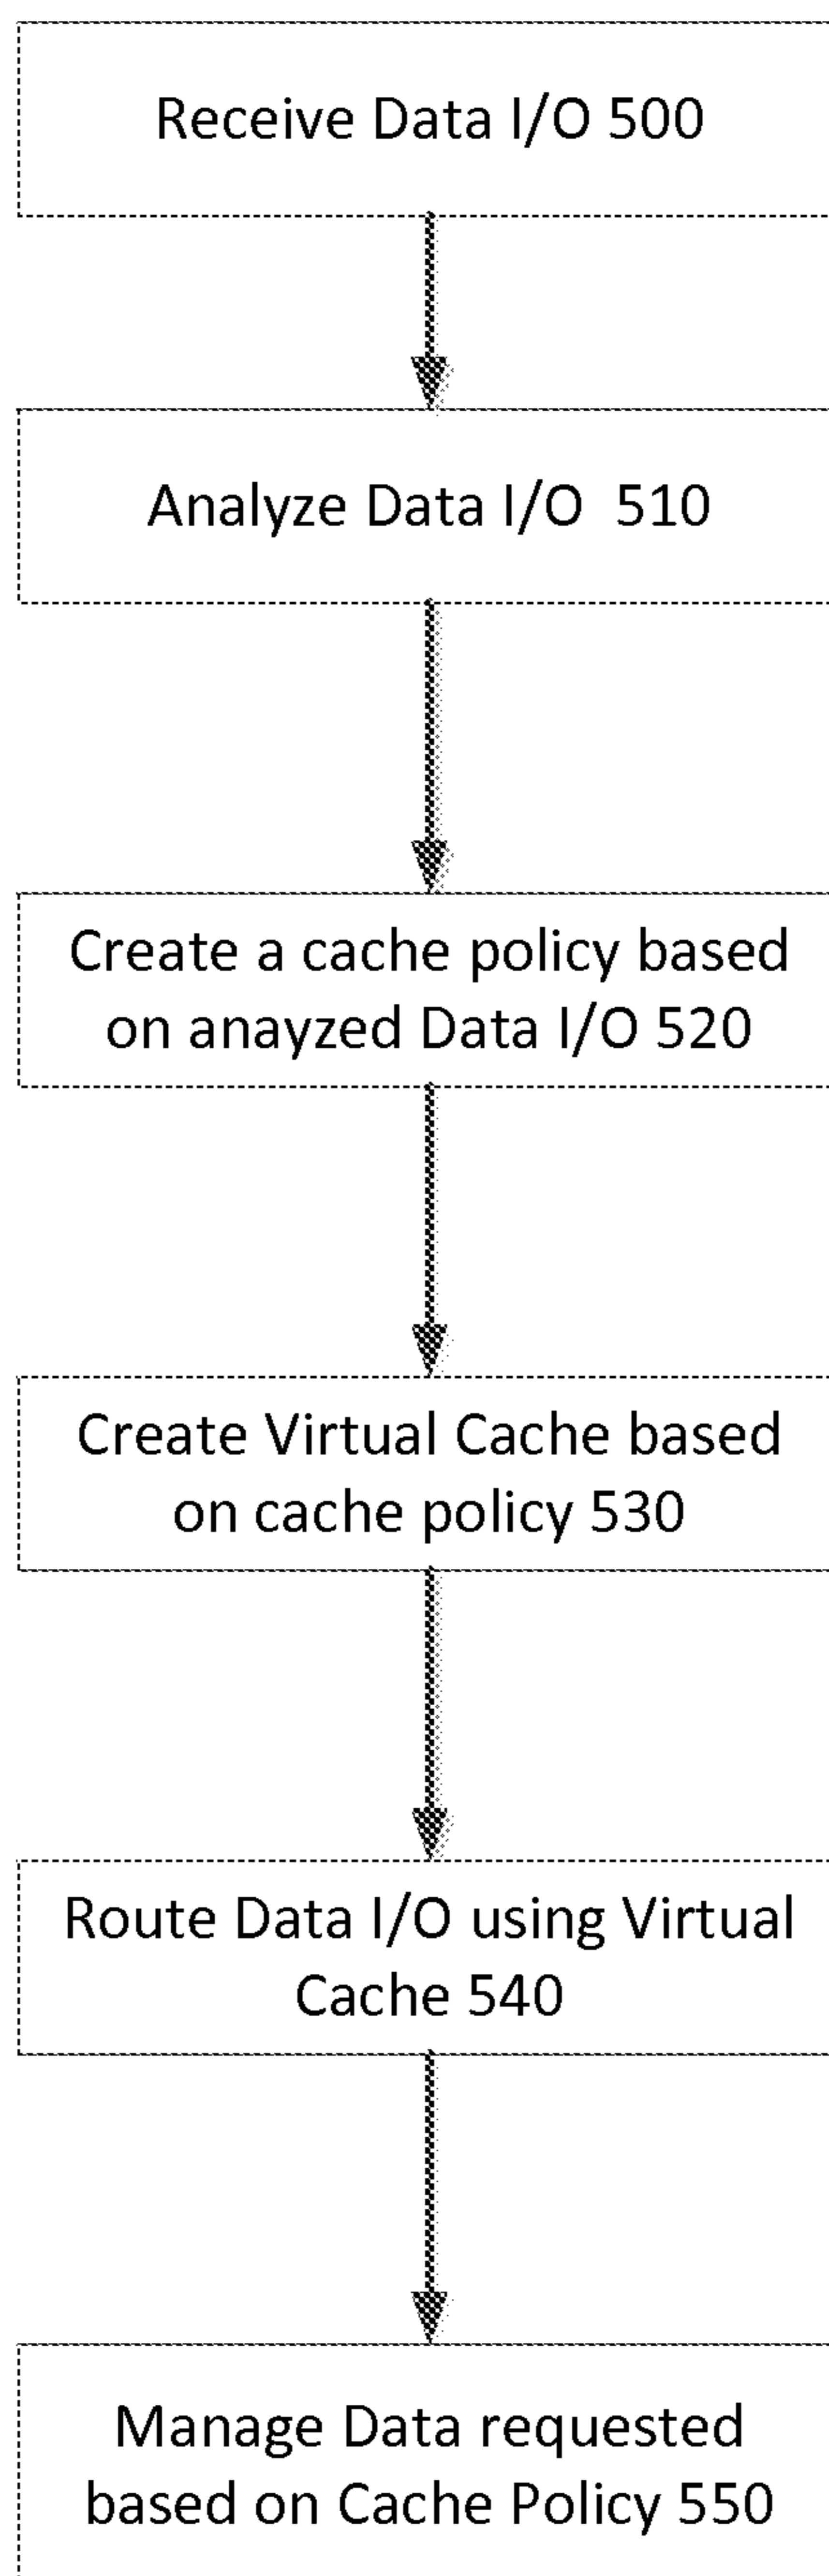 Receive Data I/O 500
Analyze Data I/O  510
Create a cache policy based
on anayzed Data I/O 520
Create Virtual Cache based
on cache policy 530
Route Data I/O using Virtual
Cache 540
Manage Data requested
based on Cache Policy 550